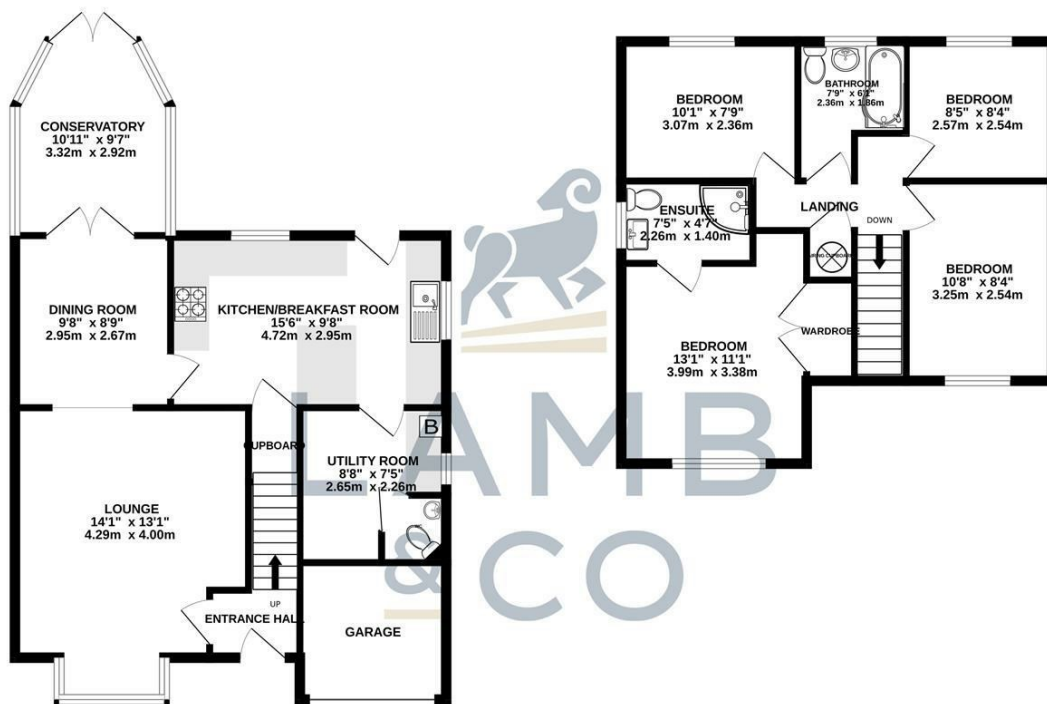 CONSERVATORY
10'11" x 9'7"
3.32m x 2.92m
DINING ROOM
9'8" x 8'9"
2.95m x 2.67m
KITCHEN/BREAKFAST ROOM
15'6" x 9'8"
4.72m x 2.95m
CUPBOARD
B
UTILITY ROOM
8'8" x 7'5"
2.65m x 2.26m
LOUNGE
14'1" x 13'1"
4.29m x 4.00m
UP
ENTRANCE HALL
GARAGE
BEDROOM
10'1" x 7'9"
3.07m x 2.36m
BATHROOM
7'9" x 6'1"
2.36m x 1.86m
BEDROOM
8'5" x 8'4"
2.57m x 2.54m
ENSUITE
7'5" x 4'7"
2.26m x 1.40m
LANDING
DOWN
BEDROOM
10'8" x 8'4"
3.25m x 2.54m
WARDROBE
BEDROOM
13'1" x 11'1"
3.99m x 3.38m
LAMB
& CO